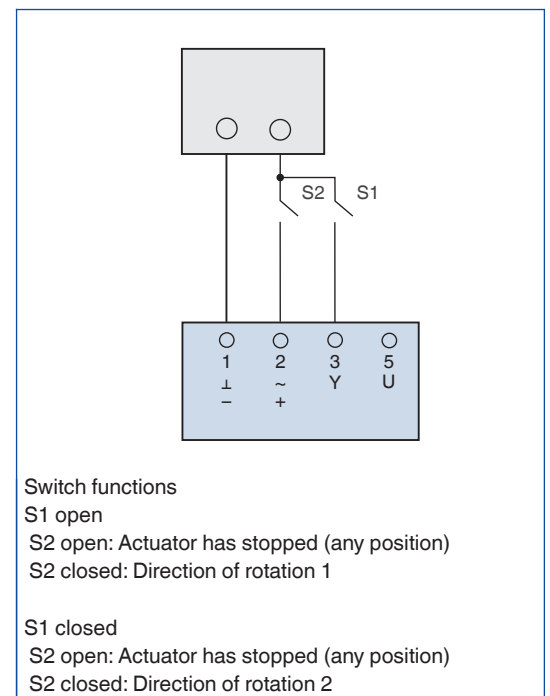 S2 S1
1 2 3 5
⊥ ~ Y U
– +
Switch functions
S1 open
S2 open: Actuator has stopped (any position)
S2 closed: Direction of rotation 1
S1 closed
S2 open: Actuator has stopped (any position)
S2 closed: Direction of rotation 2